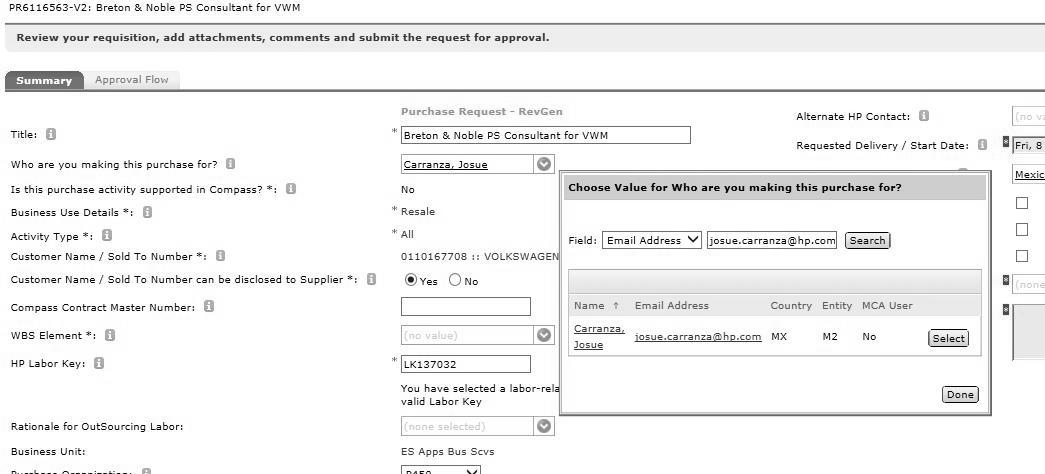 PR6116563-V2: Breton & Noble PS Consultant for VWM
Review your requisition, add attachments, comments and submit the request for approval.
Summary
Approval Flow
Purchase Request - RevGen
Title:
* Breton & Noble PS Consultant for VWM
Who are you making this purchase for?
Carranza, Josue
Is this purchase activity supported in Compass? *:
No
Business Use Details *:
* Resale
Activity Type *:
* All
Customer Name / Sold To Number *:
0110167708 :: VOLKSWAGEN
Customer Name / Sold To Number can be disclosed to Supplier *:
Yes No
Compass Contract Master Number:
WBS Element *:
(no value)
HP Labor Key:
* LK137032
You have selected a labor-rela
valid Labor Key
Rationale for OutSourcing Labor:
(none selected)
Business Unit:
ES Apps Bus Scvs
Alternate HP Contact:
(no va
Requested Delivery / Start Date:
* Fri, 8
Mexic
* (none
*
Choose Value for Who are you making this purchase for?
Field: Email Address josue.carranza@hp.com Search
Name ↑ Email Address Country Entity MCA User
Carranza,
Josue
josue.carranza@hp.com MX M2 No Select
Done